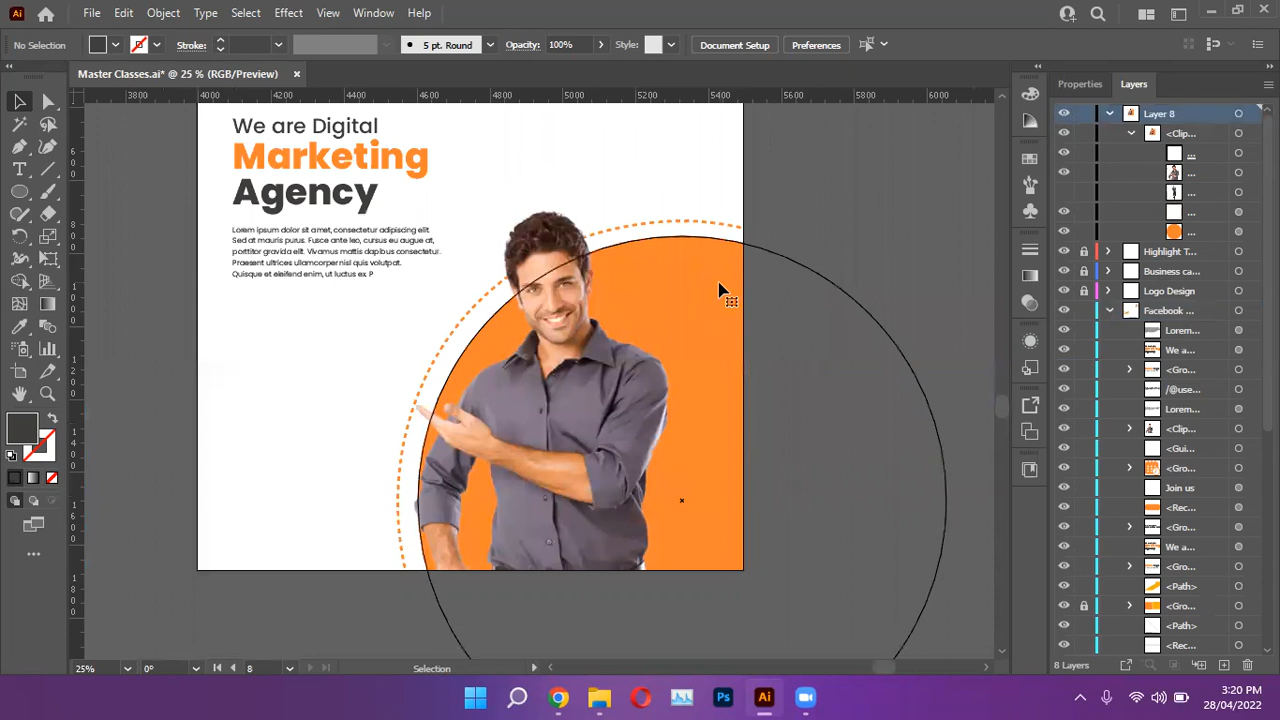 Ai File Edit Object Type Select Effect View Window Help
No Selection Stroke: 5 pt. Round Opacity: 100% Style: Document Setup Preferences
Master Classes.ai* @ 25 % (RGB/Preview)
Properties Layers
3800 4000 4200 4400 4600 4800 5000 5200 5400 5600 5800 6000
We are Digital
Marketing
Agency
Lorem ipsum dolor sit amet, consectetur adipiscing elit.
Sed at mauris purus. Fusce ante leo, cursus eu augue at,
porttitor gravida elit. Vivamus mattis dapibus consectetur.
Praesent ultrices ullamcorper nisl quis volutpat.
Quisque et eleifend enim, ut luctus ex. P
Layer 8
<Clip...
...
...
...
...
...
Highlight T...
Business ca...
Logo Design
Facebook ...
Lorem...
We a...
<Gro...
/@use...
Lorem...
<Clip...
<Gui...
<Gro...
Join us
<Rec...
<Gro...
We a...
<Gro...
<Path>
<Gro...
<Path>
<Rec...
25% 0° 8 Selection
8 Layers
Ps Ai
3:20 PM
28/04/2022